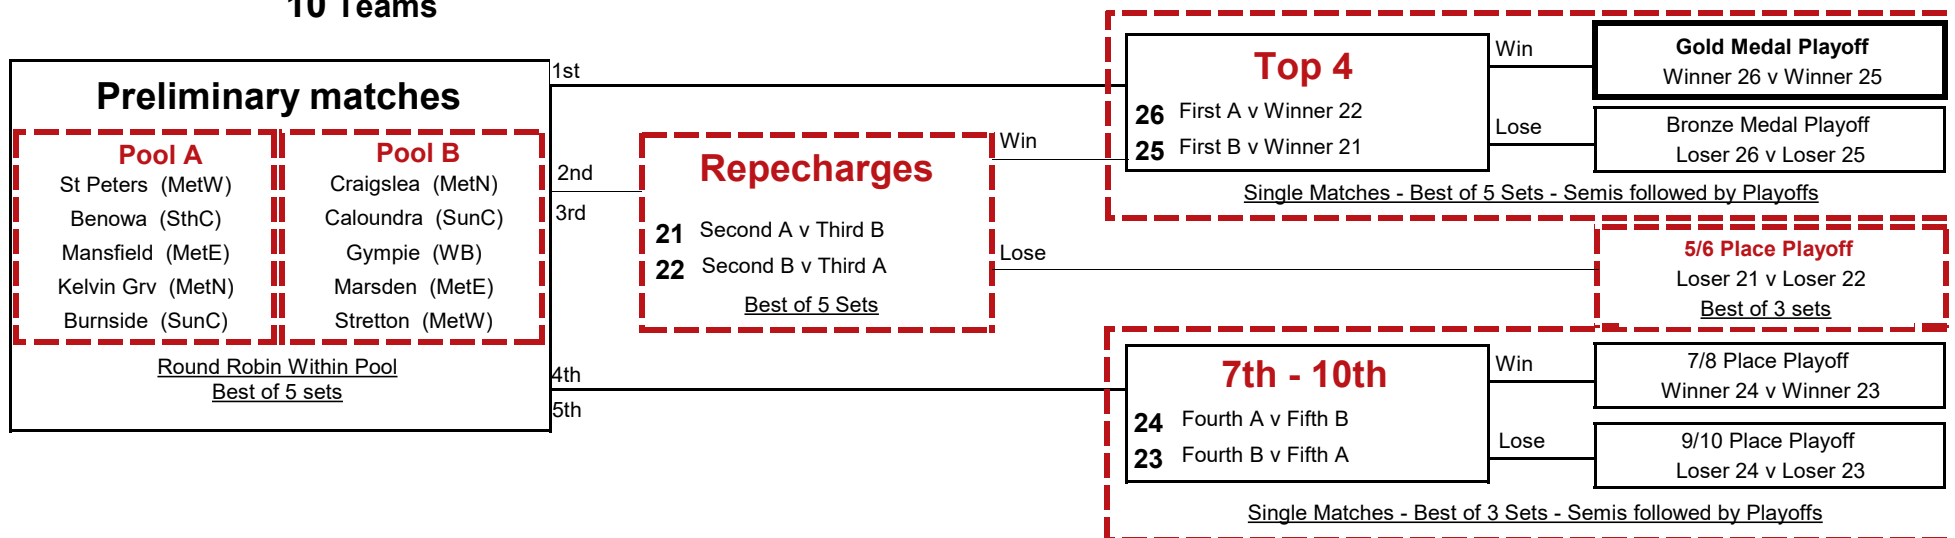 10 Teams
Preliminary matches
Pool A
St Peters (MetW)
Benowa (SthC)
Mansfield (MetE)
Kelvin Grv (MetN)
Burnside (SunC)
Pool B
Craigslea (MetN)
Caloundra (SunC)
Gympie (WB)
Marsden (MetE)
Stretton (MetW)
Round Robin Within Pool
Best of 5 sets
1st
2nd
3rd
4th
5th
Repecharges
21 Second A v Third B
22 Second B v Third A
Best of 5 Sets
Win
Lose
Top 4
26 First A v Winner 22
25 First B v Winner 21
Win
Lose
Gold Medal Playoff
Winner 26 v Winner 25
Bronze Medal Playoff
Loser 26 v Loser 25
Single Matches - Best of 5 Sets - Semis followed by Playoffs
5/6 Place Playoff
Loser 21 v Loser 22
Best of 3 sets
7th - 10th
24 Fourth A v Fifth B
23 Fourth B v Fifth A
Win
Lose
7/8 Place Playoff
Winner 24 v Winner 23
9/10 Place Playoff
Loser 24 v Loser 23
Single Matches - Best of 3 Sets - Semis followed by Playoffs